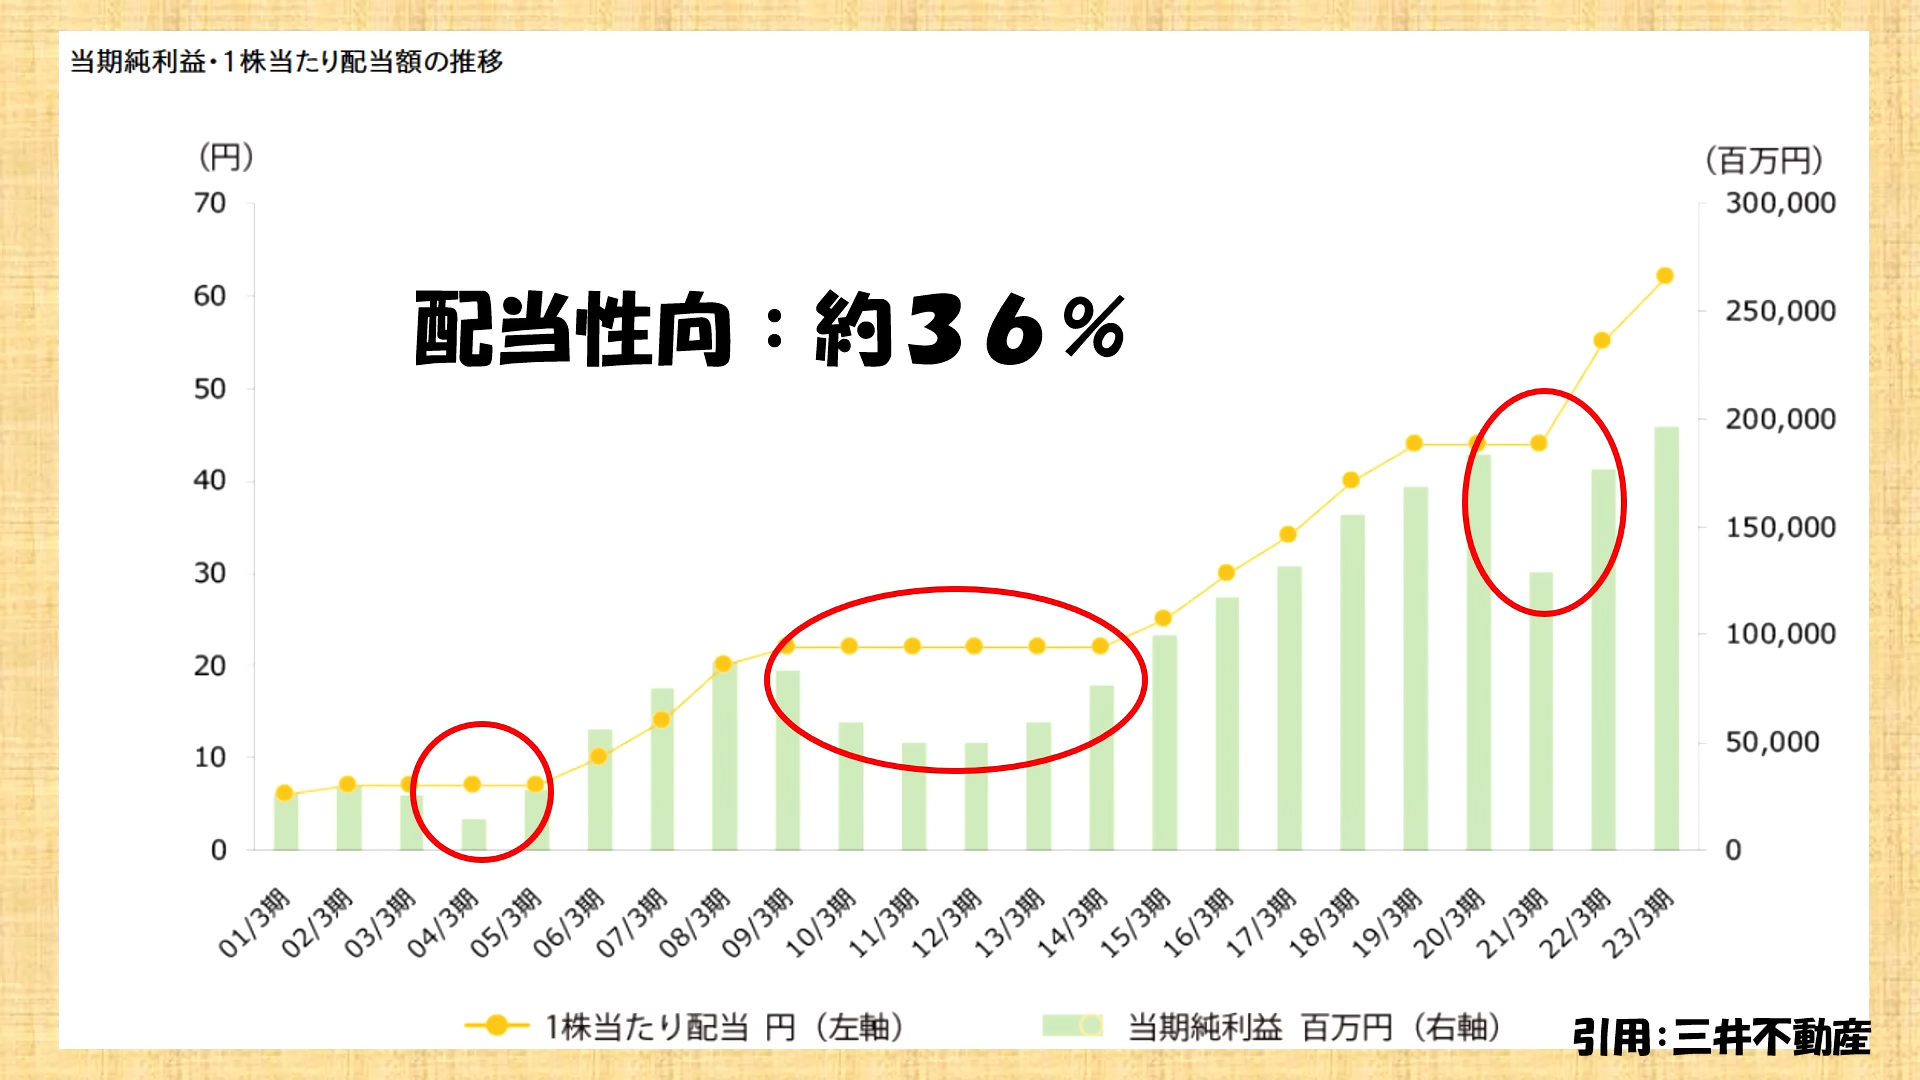 当期純利益・1株当たり配当額の推移
(円)
(百万円)
70
60
50
40
30
20
10
0
300,000
250,000
200,000
150,000
100,000
50,000
0
配当性向：約３６％
01/3期
02/3期
03/3期
04/3期
05/3期
06/3期
07/3期
08/3期
09/3期
10/3期
11/3期
12/3期
13/3期
14/3期
15/3期
16/3期
17/3期
18/3期
19/3期
20/3期
21/3期
22/3期
23/3期
1株当たり配当 円（左軸）
当期純利益 百万円（右軸）
引用：三井不動産